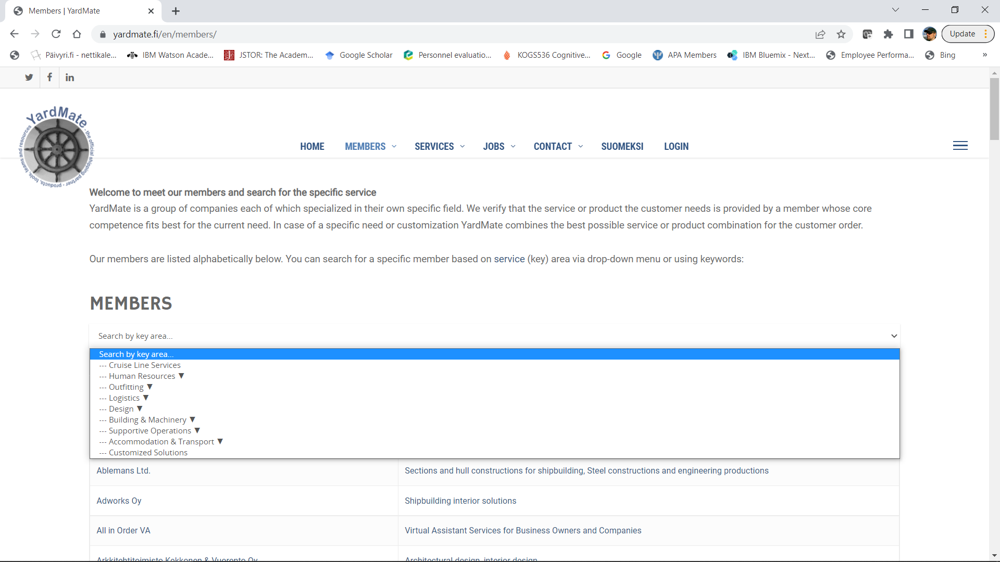 Members | YardMate
yardmate.fi/en/members/
Update
Päivyri.fi - nettikale...
IBM Watson Acade...
JSTOR: The Academ...
Google Scholar
Personnel evaluatio...
KOGS536 Cognitive...
Google
APA Members
IBM Bluemix - Next...
Employee Performa...
Bing
YardMate - the official shipping partner - products, tools, teams and resources
HOME
MEMBERS
SERVICES
JOBS
CONTACT
SUOMEKSI
LOGIN
Welcome to meet our members and search for the specific service
YardMate is a group of companies each of which specialized in their own specific field. We verify that the service or product the customer needs is provided by a member whose core
competence fits best for the current need. In case of a specific need or customization YardMate combines the best possible service or product combination for the customer order.
Our members are listed alphabetically below. You can search for a specific member based on service (key) area via drop-down menu or using keywords:
MEMBERS
Search by key area...
Search by key area...
--- Cruise Line Services
--- Human Resources ▼
--- Outfitting ▼
--- Logistics ▼
--- Design ▼
--- Building & Machinery ▼
--- Supportive Operations ▼
--- Accommodation & Transport ▼
--- Customized Solutions
Ablemans Ltd.
Sections and hull constructions for shipbuilding, Steel constructions and engineering productions
Adworks Oy
Shipbuilding interior solutions
All in Order VA
Virtual Assistant Services for Business Owners and Companies
Arkkitehtitoimisto Kekkonen & Vuorento Oy
Architectural design, interior design